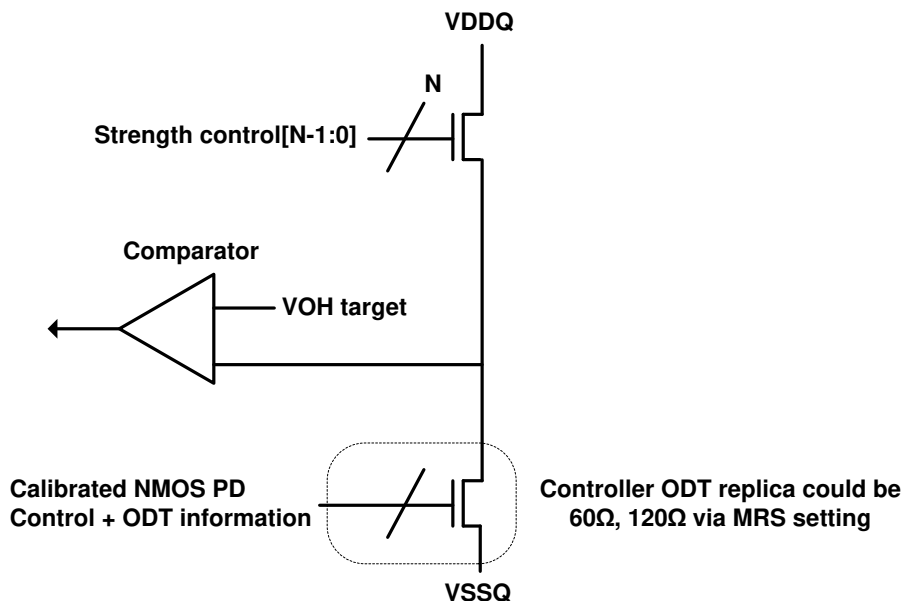 VDDQ
N
Strength control[N-1:0]
Comparator
VOH target
Calibrated NMOS PD
Control + ODT information
Controller ODT replica could be
60Ω, 120Ω via MRS setting
VSSQ